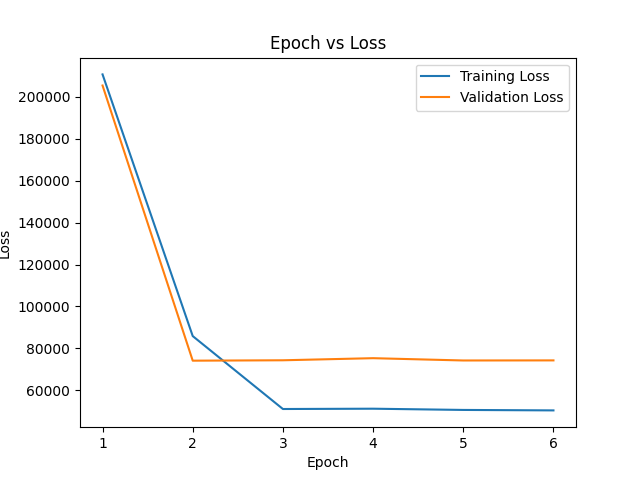 Epoch vs Loss
Training Loss
Validation Loss
200000
180000
160000
140000
120000
100000
80000
60000
Loss
1 2 3 4 5 6
Epoch